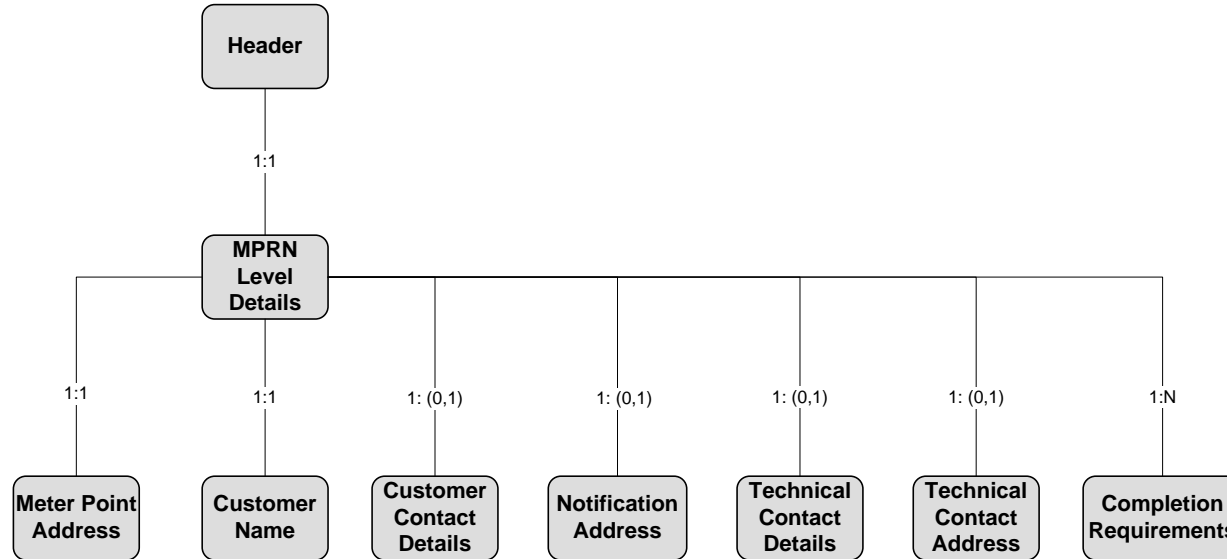 Header
1:1
MPRN
Level
Details
1:1
1:1
1: (0,1)
1: (0,1)
1: (0,1)
1: (0,1)
1:N
Meter Point
Address
Customer
Name
Customer
Contact
Details
Notification
Address
Technical
Contact
Details
Technical
Contact
Address
Completion
Requirements